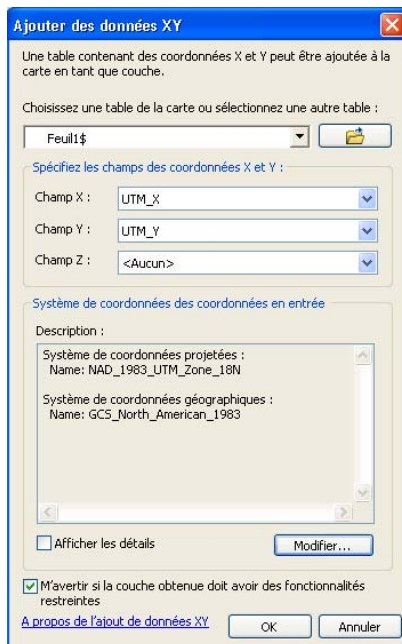 Ajouter des données XY
Une table contenant des coordonnées X et Y peut être ajoutée à la
carte en tant que couche.
Choisissez une table de la carte ou sélectionnez une autre table :
Feuil1$
Spécifiez les champs des coordonnées X et Y :
Champ X :
UTM_X
Champ Y :
UTM_Y
Champ Z :
<Aucun>
Système de coordonnées des coordonnées en entrée
Description :
Système de coordonnées projetées :
Name: NAD_1983_UTM_Zone_18N
Système de coordonnées géographiques :
Name: GCS_North_American_1983
Afficher les détails
Modifier...
M'avertir si la couche obtenue doit avoir des fonctionnalités
restreintes
A propos de l'ajout de données XY
OK
Annuler